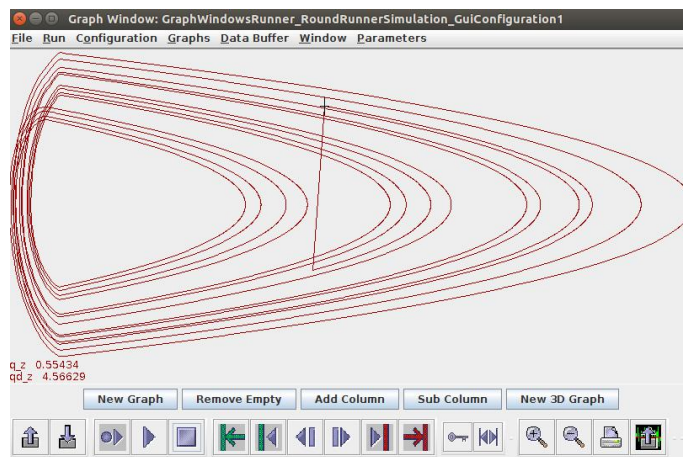 Graph Window: GraphWindowsRunner_RoundRunnerSimulation_GuiConfiguration1
File Run Configuration Graphs Data Buffer Window Parameters
q_z 0.55434
qd_z 4.56629
New Graph Remove Empty Add Column Sub Column New 3D Graph